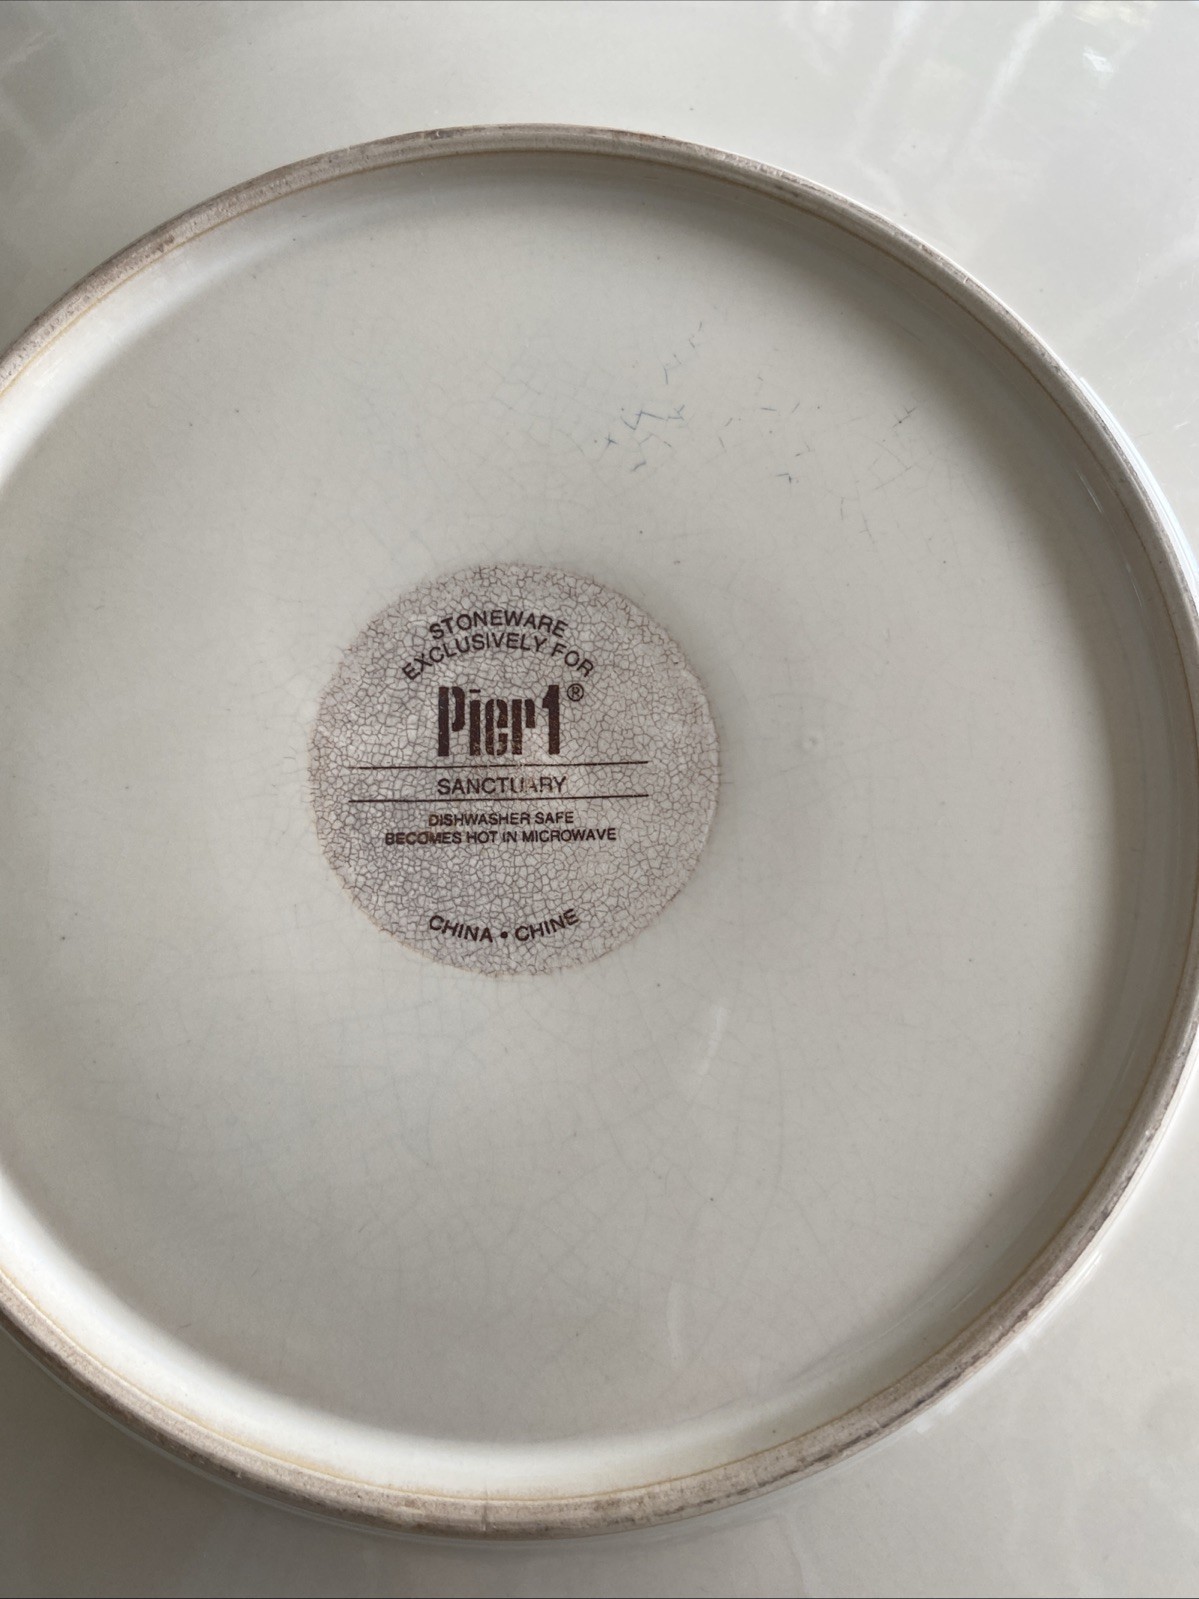 STONEWARE
EXCLUSIVELY FOR
Pier1®
SANCTUARY
DISHWASHER SAFE
BECOMES HOT IN MICROWAVE
CHINA • CHINE